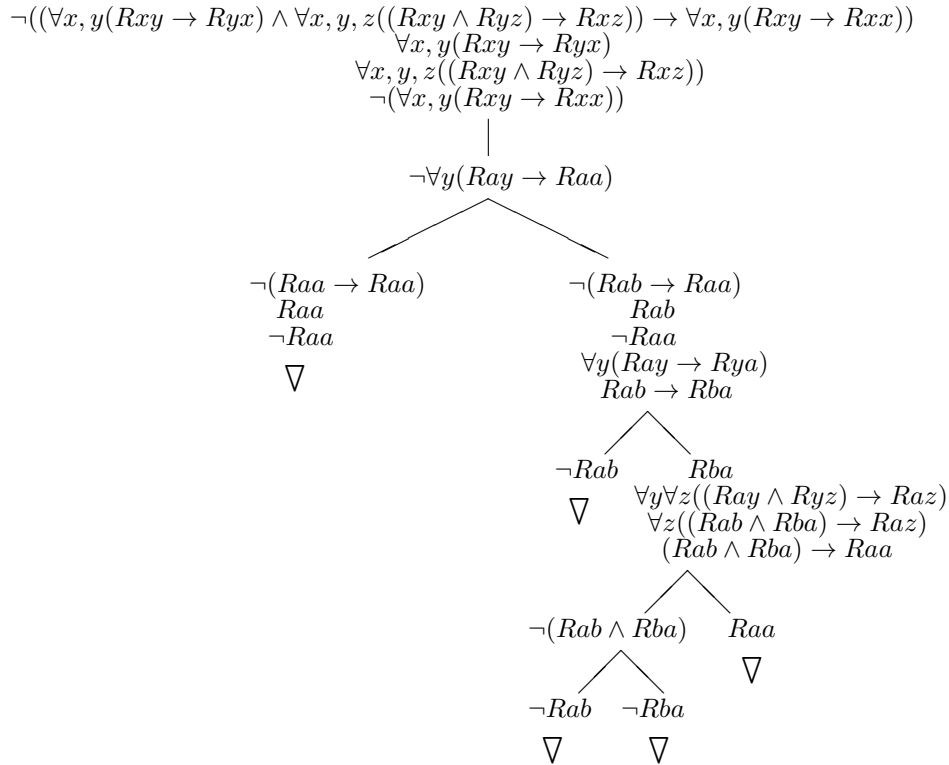 ¬((∀x, y(Rxy → Ryx) ∧ ∀x, y, z((Rxy ∧ Ryz) → Rxz)) → ∀x, y(Rxy → Rxx))
∀x, y(Rxy → Ryx)
∀x, y, z((Rxy ∧ Ryz) → Rxz))
¬(∀x, y(Rxy → Rxx))
¬∀y(Ray → Raa)
¬(Raa → Raa) ¬(Rab → Raa)
Raa Rab
¬Raa ¬Raa
∀y(Ray → Rya)
Rab → Rba
¬Rab Rba
∀y∀z((Ray ∧ Ryz) → Raz)
∀z((Rab ∧ Rba) → Raz)
(Rab ∧ Rba) → Raa
¬(Rab ∧ Rba) Raa
¬Rab ¬Rba